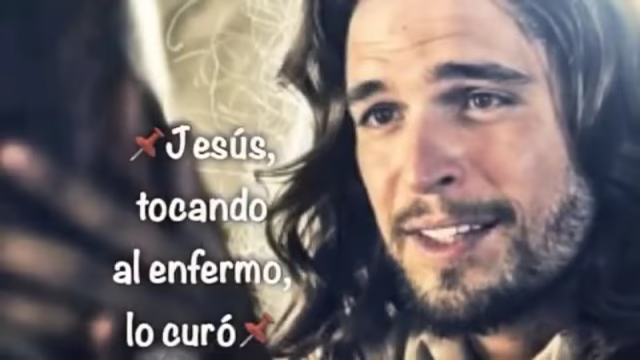 📌Jesús,
tocando
al enfermo,
lo curó📌